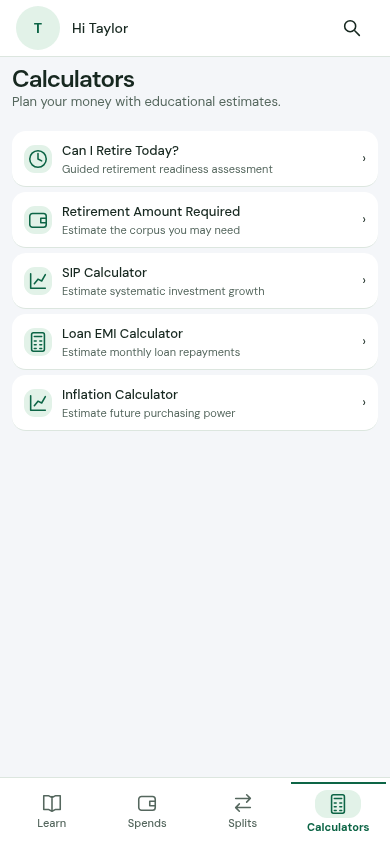 T
Hi Taylor
Calculators
Plan your money with educational estimates.
Can I Retire Today?
Guided retirement readiness assessment
Retirement Amount Required
Estimate the corpus you may need
SIP Calculator
Estimate systematic investment growth
Loan EMI Calculator
Estimate monthly loan repayments
Inflation Calculator
Estimate future purchasing power
Learn
Spends
Splits
Calculators